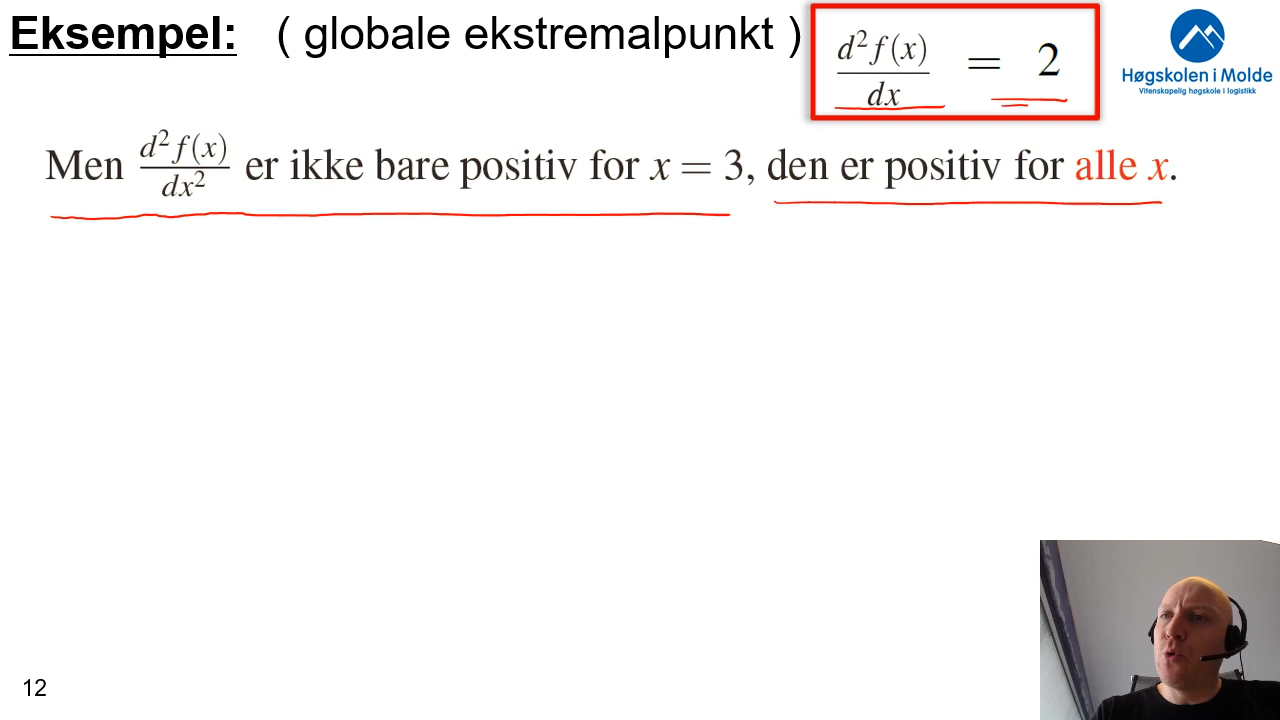 Eksempel: ( globale ekstremalpunkt )
d²f(x)/dx = 2
Høgskolen i Molde
Vitenskapelig høgskole i logistikk
Men d²f(x)/dx² er ikke bare positiv for x = 3, den er positiv for alle x.
12